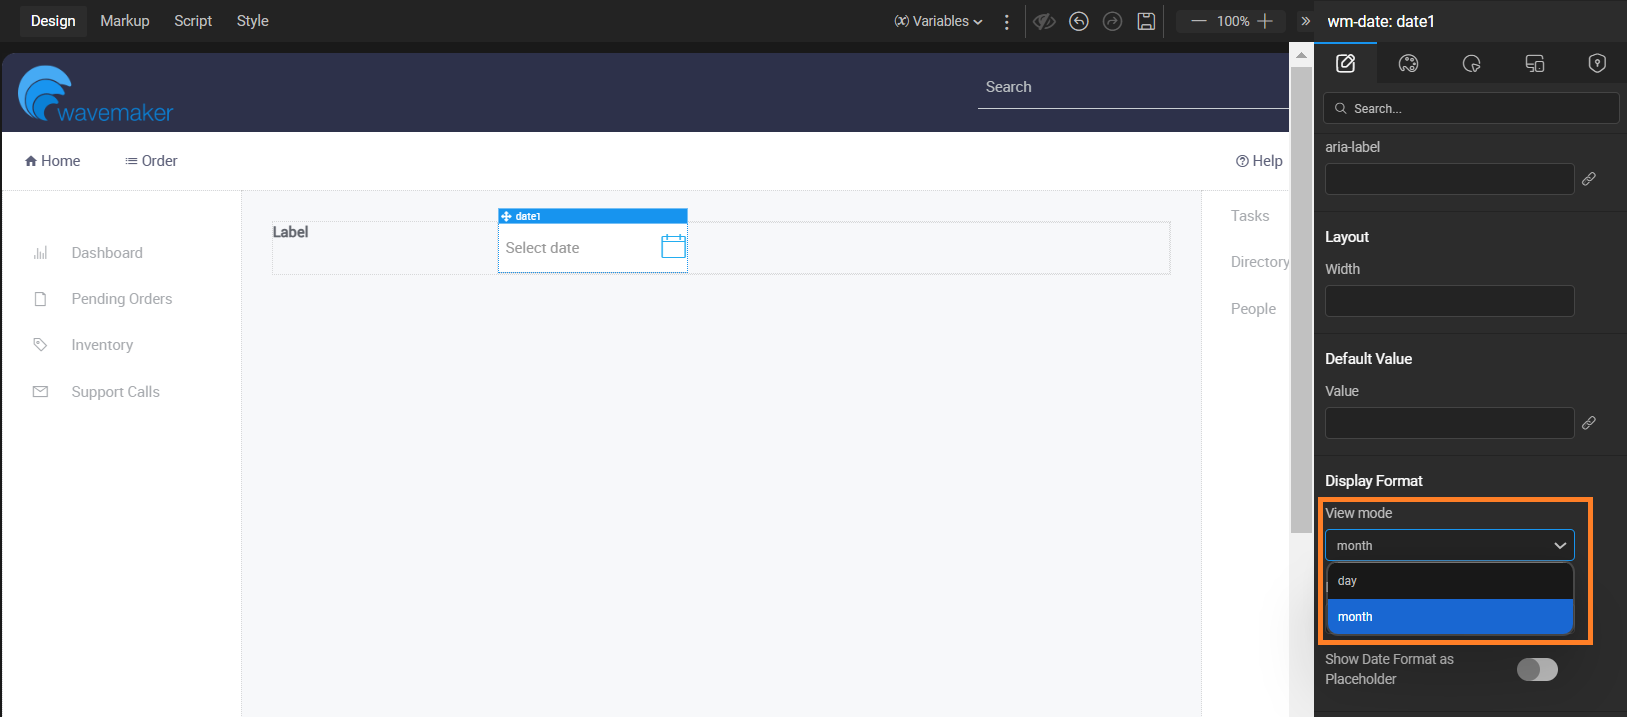 Design Markup Script Style (x) Variables 100% » wm-date: date1
wavemaker
Search
Search...
Home Order Help
Dashboard
Pending Orders
Inventory
Support Calls
Label
date1
Select date
Tasks
Directory
People
aria-label
Layout
Width
Default Value
Value
Display Format
View mode
month
day
month
Show Date Format as
Placeholder